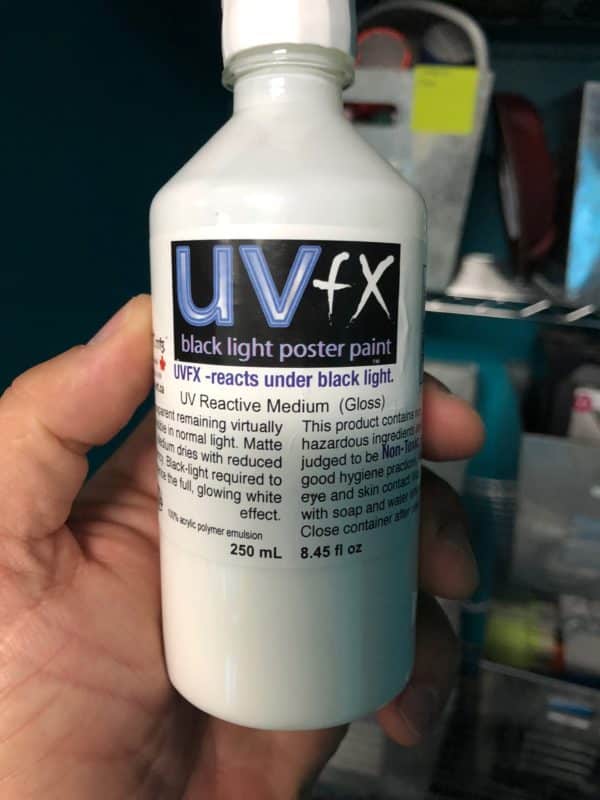 UVfX
black light poster paint
TM
UVFX -reacts under black light.
UV Reactive Medium (Gloss)
remaining virtually
in normal light. Matte
dries with reduced
Black-light required to
the full, glowing white
effect.
100% acrylic polymer emulsion
250 mL 8.45 fl oz
This product contains
hazardous ingredients
judged to be Non-Toxic
good hygiene
eye and skin contact
with soap and water
Close container after